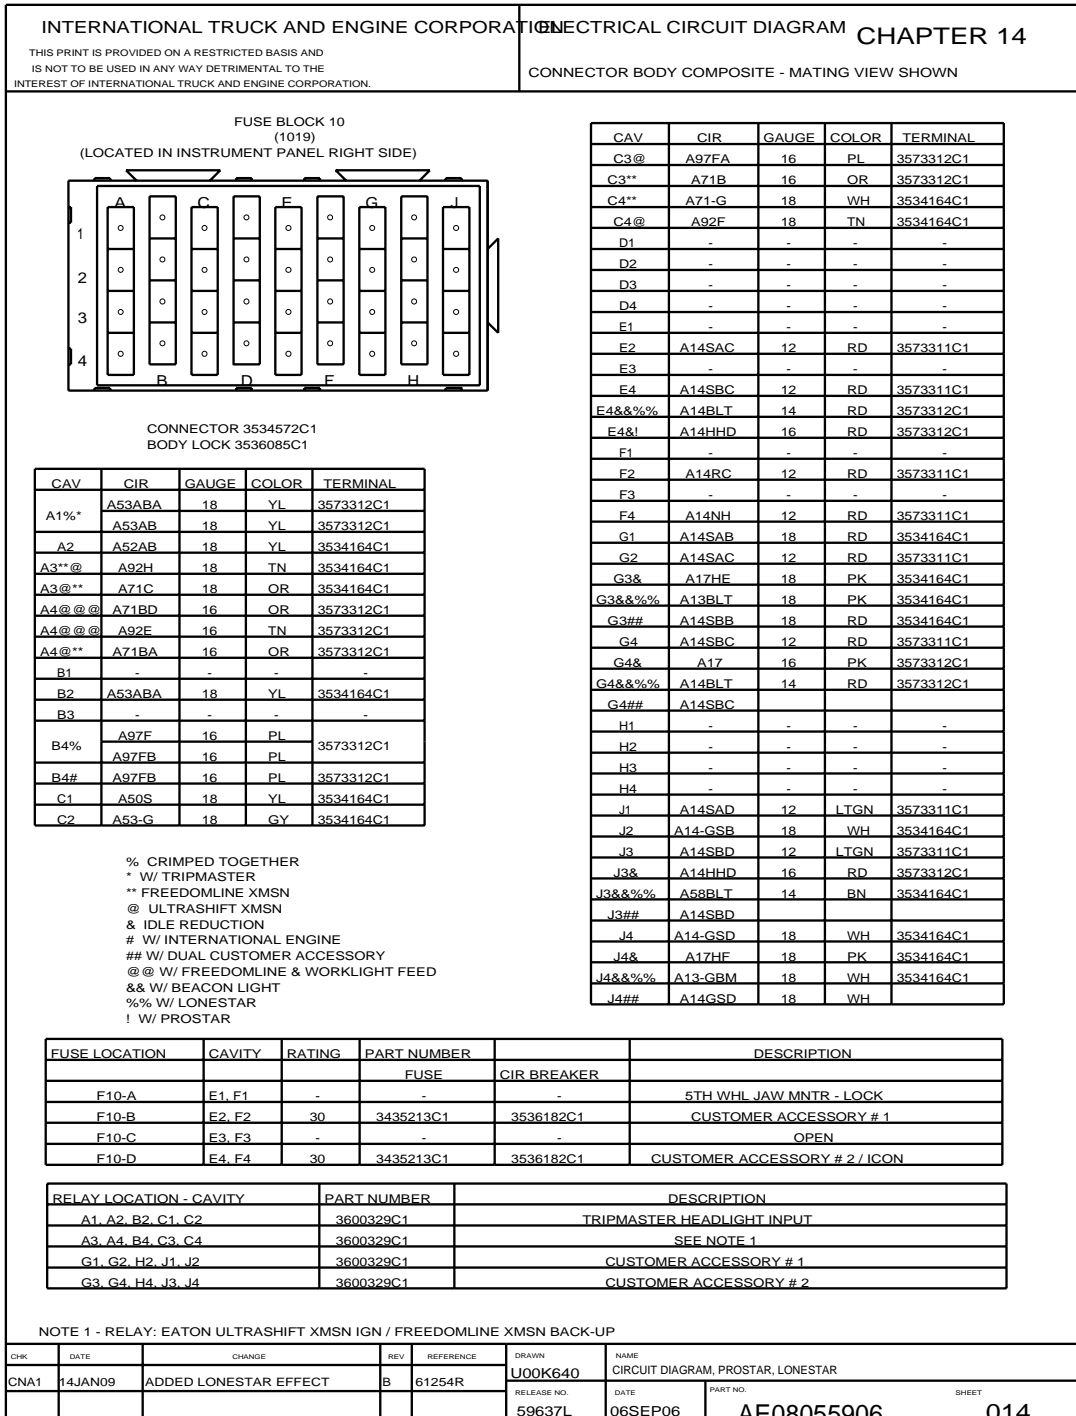 INTERNATIONAL TRUCK AND ENGINE CORPORATION
THIS PRINT IS PROVIDED ON A RESTRICTED BASIS AND
IS NOT TO BE USED IN ANY WAY DETRIMENTAL TO THE
INTEREST OF INTERNATIONAL TRUCK AND ENGINE CORPORATION.
ELECTRICAL CIRCUIT DIAGRAM
CHAPTER 14
CONNECTOR BODY COMPOSITE - MATING VIEW SHOWN
FUSE BLOCK 10
(1019)
(LOCATED IN INSTRUMENT PANEL RIGHT SIDE)
A C E G J
1
2
3
4
B D F H
CONNECTOR 3534572C1
BODY LOCK 3536085C1
CAV CIR GAUGE COLOR TERMINAL
A1%* A53ABA 18 YL 3573312C1
A53AB 18 YL 3573312C1
A2 A52AB 18 YL 3534164C1
A3**@ A92H 18 TN 3534164C1
A3@** A71C 18 OR 3534164C1
A4@@@ A71BD 16 OR 3573312C1
A4@@@ A92E 16 TN 3573312C1
A4@** A71BA 16 OR 3573312C1
B1 - - - -
B2 A53ABA 18 YL 3534164C1
B3 - - - -
B4% A97F 16 PL 3573312C1
A97FB 16 PL
B4# A97FB 16 PL 3573312C1
C1 A50S 18 YL 3534164C1
C2 A53-G 18 GY 3534164C1
% CRIMPED TOGETHER
* W/ TRIPMASTER
** FREEDOMLINE XMSN
@ ULTRASHIFT XMSN
& IDLE REDUCTION
# W/ INTERNATIONAL ENGINE
## W/ DUAL CUSTOMER ACCESSORY
@@ W/ FREEDOMLINE & WORKLIGHT FEED
&& W/ BEACON LIGHT
%% W/ LONESTAR
! W/ PROSTAR
CAV CIR GAUGE COLOR TERMINAL
C3@ A97FA 16 PL 3573312C1
C3** A71B 16 OR 3573312C1
C4** A71-G 18 WH 3534164C1
C4@ A92F 18 TN 3534164C1
D1 - - - -
D2 - - - -
D3 - - - -
D4 - - - -
E1 - - - -
E2 A14SAC 12 RD 3573311C1
E3 - - - -
E4 A14SBC 12 RD 3573311C1
E4&&%% A14BLT 14 RD 3573312C1
E4&! A14HHD 16 RD 3573312C1
F1 - - - -
F2 A14RC 12 RD 3573311C1
F3 - - - -
F4 A14NH 12 RD 3573311C1
G1 A14SAB 18 RD 3534164C1
G2 A14SAC 12 RD 3573311C1
G3& A17HE 18 PK 3534164C1
G3&&%% A13BLT 18 PK 3534164C1
G3## A14SBB 18 RD 3534164C1
G4 A14SBC 12 RD 3573311C1
G4& A17 16 PK 3573312C1
G4&&%% A14BLT 14 RD 3573312C1
G4## A14SBC
H1 - - - -
H2 - - - -
H3 - - - -
H4 - - - -
J1 A14SAD 12 LTGN 3573311C1
J2 A14-GSB 18 WH 3534164C1
J3 A14SBD 12 LTGN 3573311C1
J3& A14HHD 16 RD 3573312C1
J3&&%% A58BLT 14 BN 3534164C1
J3## A14SBD
J4 A14-GSD 18 WH 3534164C1
J4& A17HF 18 PK 3534164C1
J4&&%% A13-GBM 18 WH 3534164C1
J4## A14GSD 18 WH
FUSE LOCATION CAVITY RATING PART NUMBER DESCRIPTION
FUSE CIR BREAKER
F10-A E1, F1 - - - 5TH WHL JAW MNTR - LOCK
F10-B E2, F2 30 3435213C1 3536182C1 CUSTOMER ACCESSORY # 1
F10-C E3, F3 - - - OPEN
F10-D E4, F4 30 3435213C1 3536182C1 CUSTOMER ACCESSORY # 2 / ICON
RELAY LOCATION - CAVITY PART NUMBER DESCRIPTION
A1, A2, B2, C1, C2 3600329C1 TRIPMASTER HEADLIGHT INPUT
A3, A4, B4, C3, C4 3600329C1 SEE NOTE 1
G1, G2, H2, J1, J2 3600329C1 CUSTOMER ACCESSORY # 1
G3, G4, H4, J3, J4 3600329C1 CUSTOMER ACCESSORY # 2
NOTE 1 - RELAY: EATON ULTRASHIFT XMSN IGN / FREEDOMLINE XMSN BACK-UP
CHK DATE CHANGE REV REFERENCE DRAWN NAME
CNA1 14JAN09 ADDED LONESTAR EFFECT B 61254R U00K640 CIRCUIT DIAGRAM, PROSTAR, LONESTAR
RELEASE NO. DATE PART NO. SHEET
59637L 06SEP06 AE08055906 014